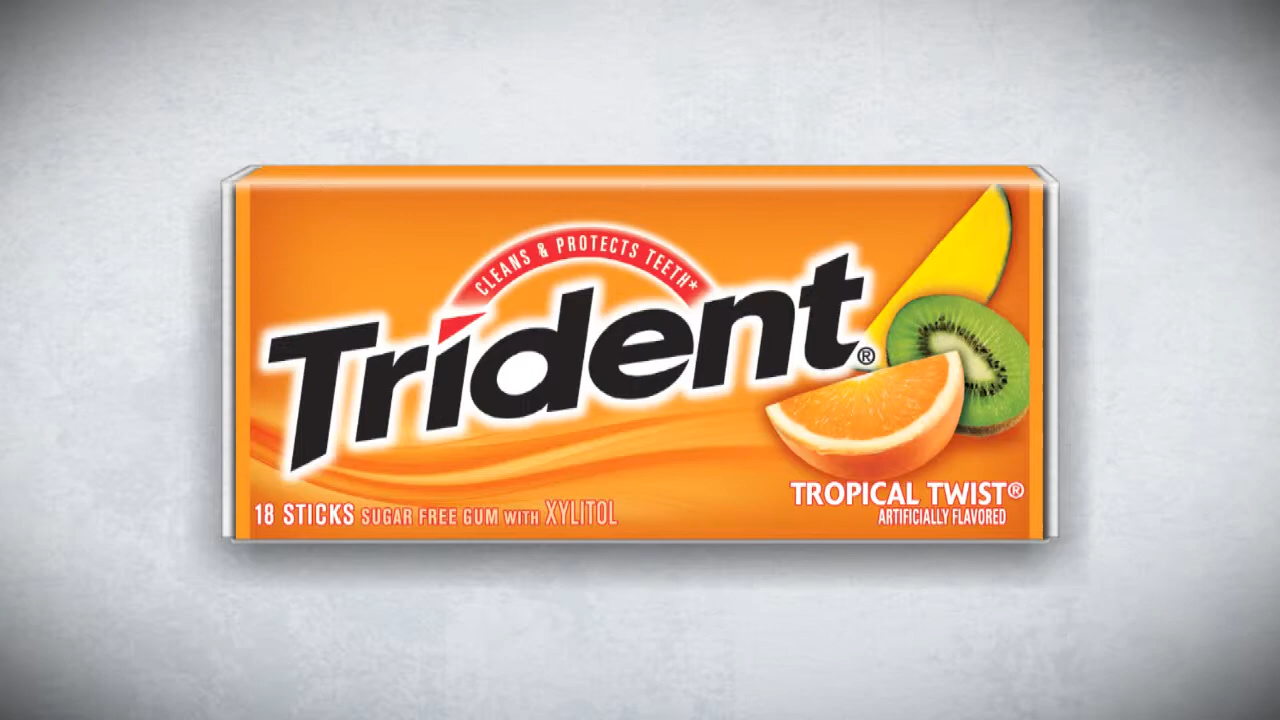 CLEANS & PROTECTS TEETH*
Trident®
TROPICAL TWIST®
ARTIFICIALLY FLAVORED
18 STICKS SUGAR FREE GUM WITH XYLITOL